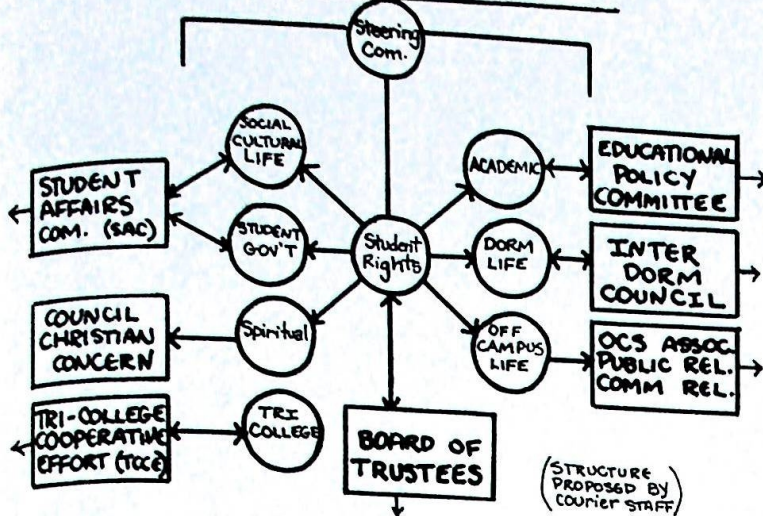 Steering
Com.
SOCIAL
CULTURAL
LIFE
ACADEMIC
EDUCATIONAL
POLICY
COMMITTEE
STUDENT
AFFAIRS
COM. (SAC)
STUDENT
GOV'T
Student
Rights
DORM
LIFE
INTER
DORM
COUNCIL
COUNCIL
CHRISTIAN
CONCERN
Spiritual
OFF
CAMPUS
LIFE
OCS ASSOC.
PUBLIC REL.
COMM REL.
TRI-COLLEGE
COOPERATIVE
EFFORT (TCCE)
TRI
COLLEGE
BOARD OF
TRUSTEES
(STRUCTURE
PROPOSED BY
COURIER STAFF)